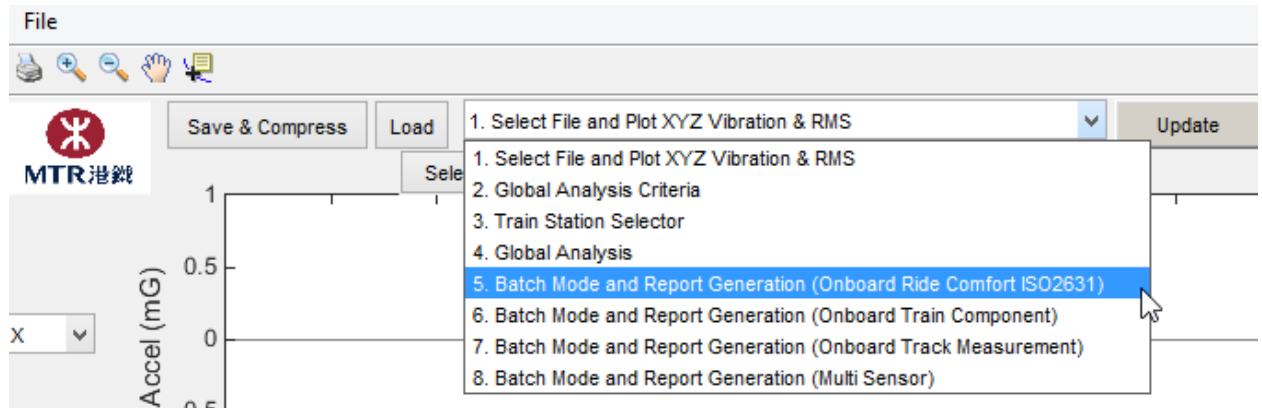 File
Save & Compress
Load
1. Select File and Plot XYZ Vibration & RMS
Update
MTR港鐵
Sele
1. Select File and Plot XYZ Vibration & RMS
2. Global Analysis Criteria
3. Train Station Selector
4. Global Analysis
5. Batch Mode and Report Generation (Onboard Ride Comfort ISO2631)
6. Batch Mode and Report Generation (Onboard Train Component)
7. Batch Mode and Report Generation (Onboard Track Measurement)
8. Batch Mode and Report Generation (Multi Sensor)
1
0.5
0
Accel (mG)
X